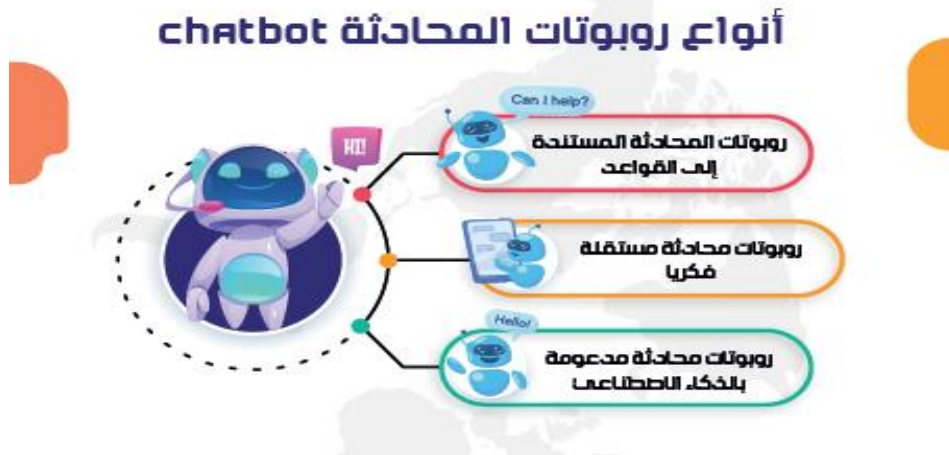 أنواع روبوتات المحادثة chatbot
HI!
Can I help?
روبوتات المحادثة المستندة
إلى القواعد
روبوتات محادثة مستقلة
فكريا
Hello!
روبوتات محادثة مدعومة
بالذكاء الاصطناعى